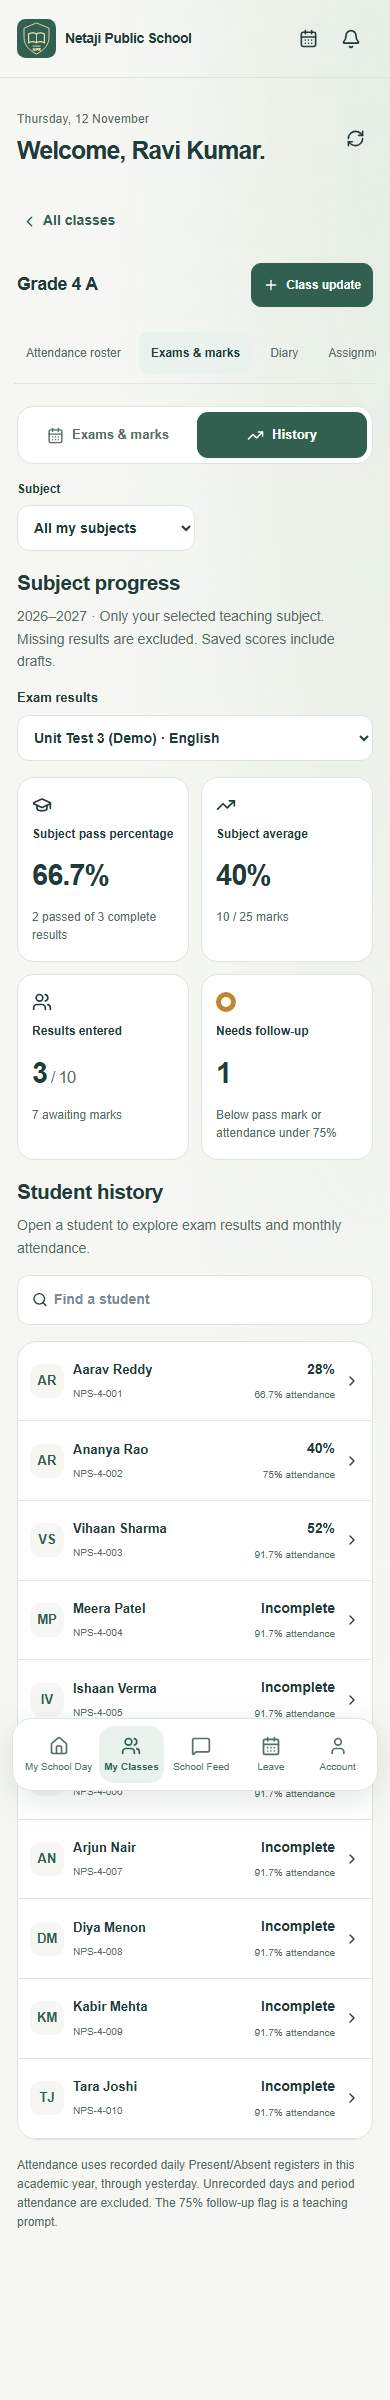 Netaji Public School
Thursday, 12 November
Welcome, Ravi Kumar.
All classes
Grade 4 A
Class update
Attendance roster
Exams & marks
Diary
Assignme
Exams & marks
History
Subject
All my subjects
Subject progress
2026–2027 · Only your selected teaching subject.
Missing results are excluded. Saved scores include
drafts.
Exam results
Unit Test 3 (Demo) · English
Subject pass percentage
66.7%
2 passed of 3 complete
results
Subject average
40%
10 / 25 marks
Results entered
3 / 10
7 awaiting marks
Needs follow-up
1
Below pass mark or
attendance under 75%
Student history
Open a student to explore exam results and monthly
attendance.
Find a student
AR
Aarav Reddy
28%
NPS-4-001
66.7% attendance
AR
Ananya Rao
40%
NPS-4-002
75% attendance
VS
Vihaan Sharma
52%
NPS-4-003
91.7% attendance
MP
Meera Patel
Incomplete
NPS-4-004
91.7% attendance
IV
Ishaan Verma
Incomplete
NPS-4-005
91.7% attendance
My School Day
My Classes
School Feed
Leave
Account
NPS-4-006
91.7% attendance
AN
Arjun Nair
Incomplete
NPS-4-007
91.7% attendance
DM
Diya Menon
Incomplete
NPS-4-008
91.7% attendance
KM
Kabir Mehta
Incomplete
NPS-4-009
91.7% attendance
TJ
Tara Joshi
Incomplete
NPS-4-010
91.7% attendance
Attendance uses recorded daily Present/Absent registers in this
academic year, through yesterday. Unrecorded days and period
attendance are excluded. The 75% follow-up flag is a teaching
prompt.